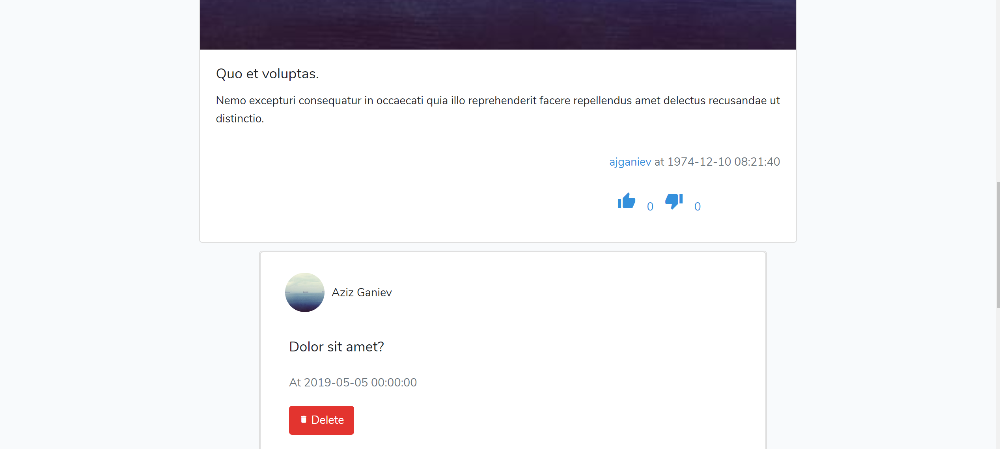 Quo et voluptas.
Nemo excepturi consequatur in occaecati quia illo reprehenderit facere repellendus amet delectus recusandae ut
distinctio.
ajganiev at 1974-12-10 08:21:40
0 0
Aziz Ganiev
Dolor sit amet?
At 2019-05-05 00:00:00
Delete